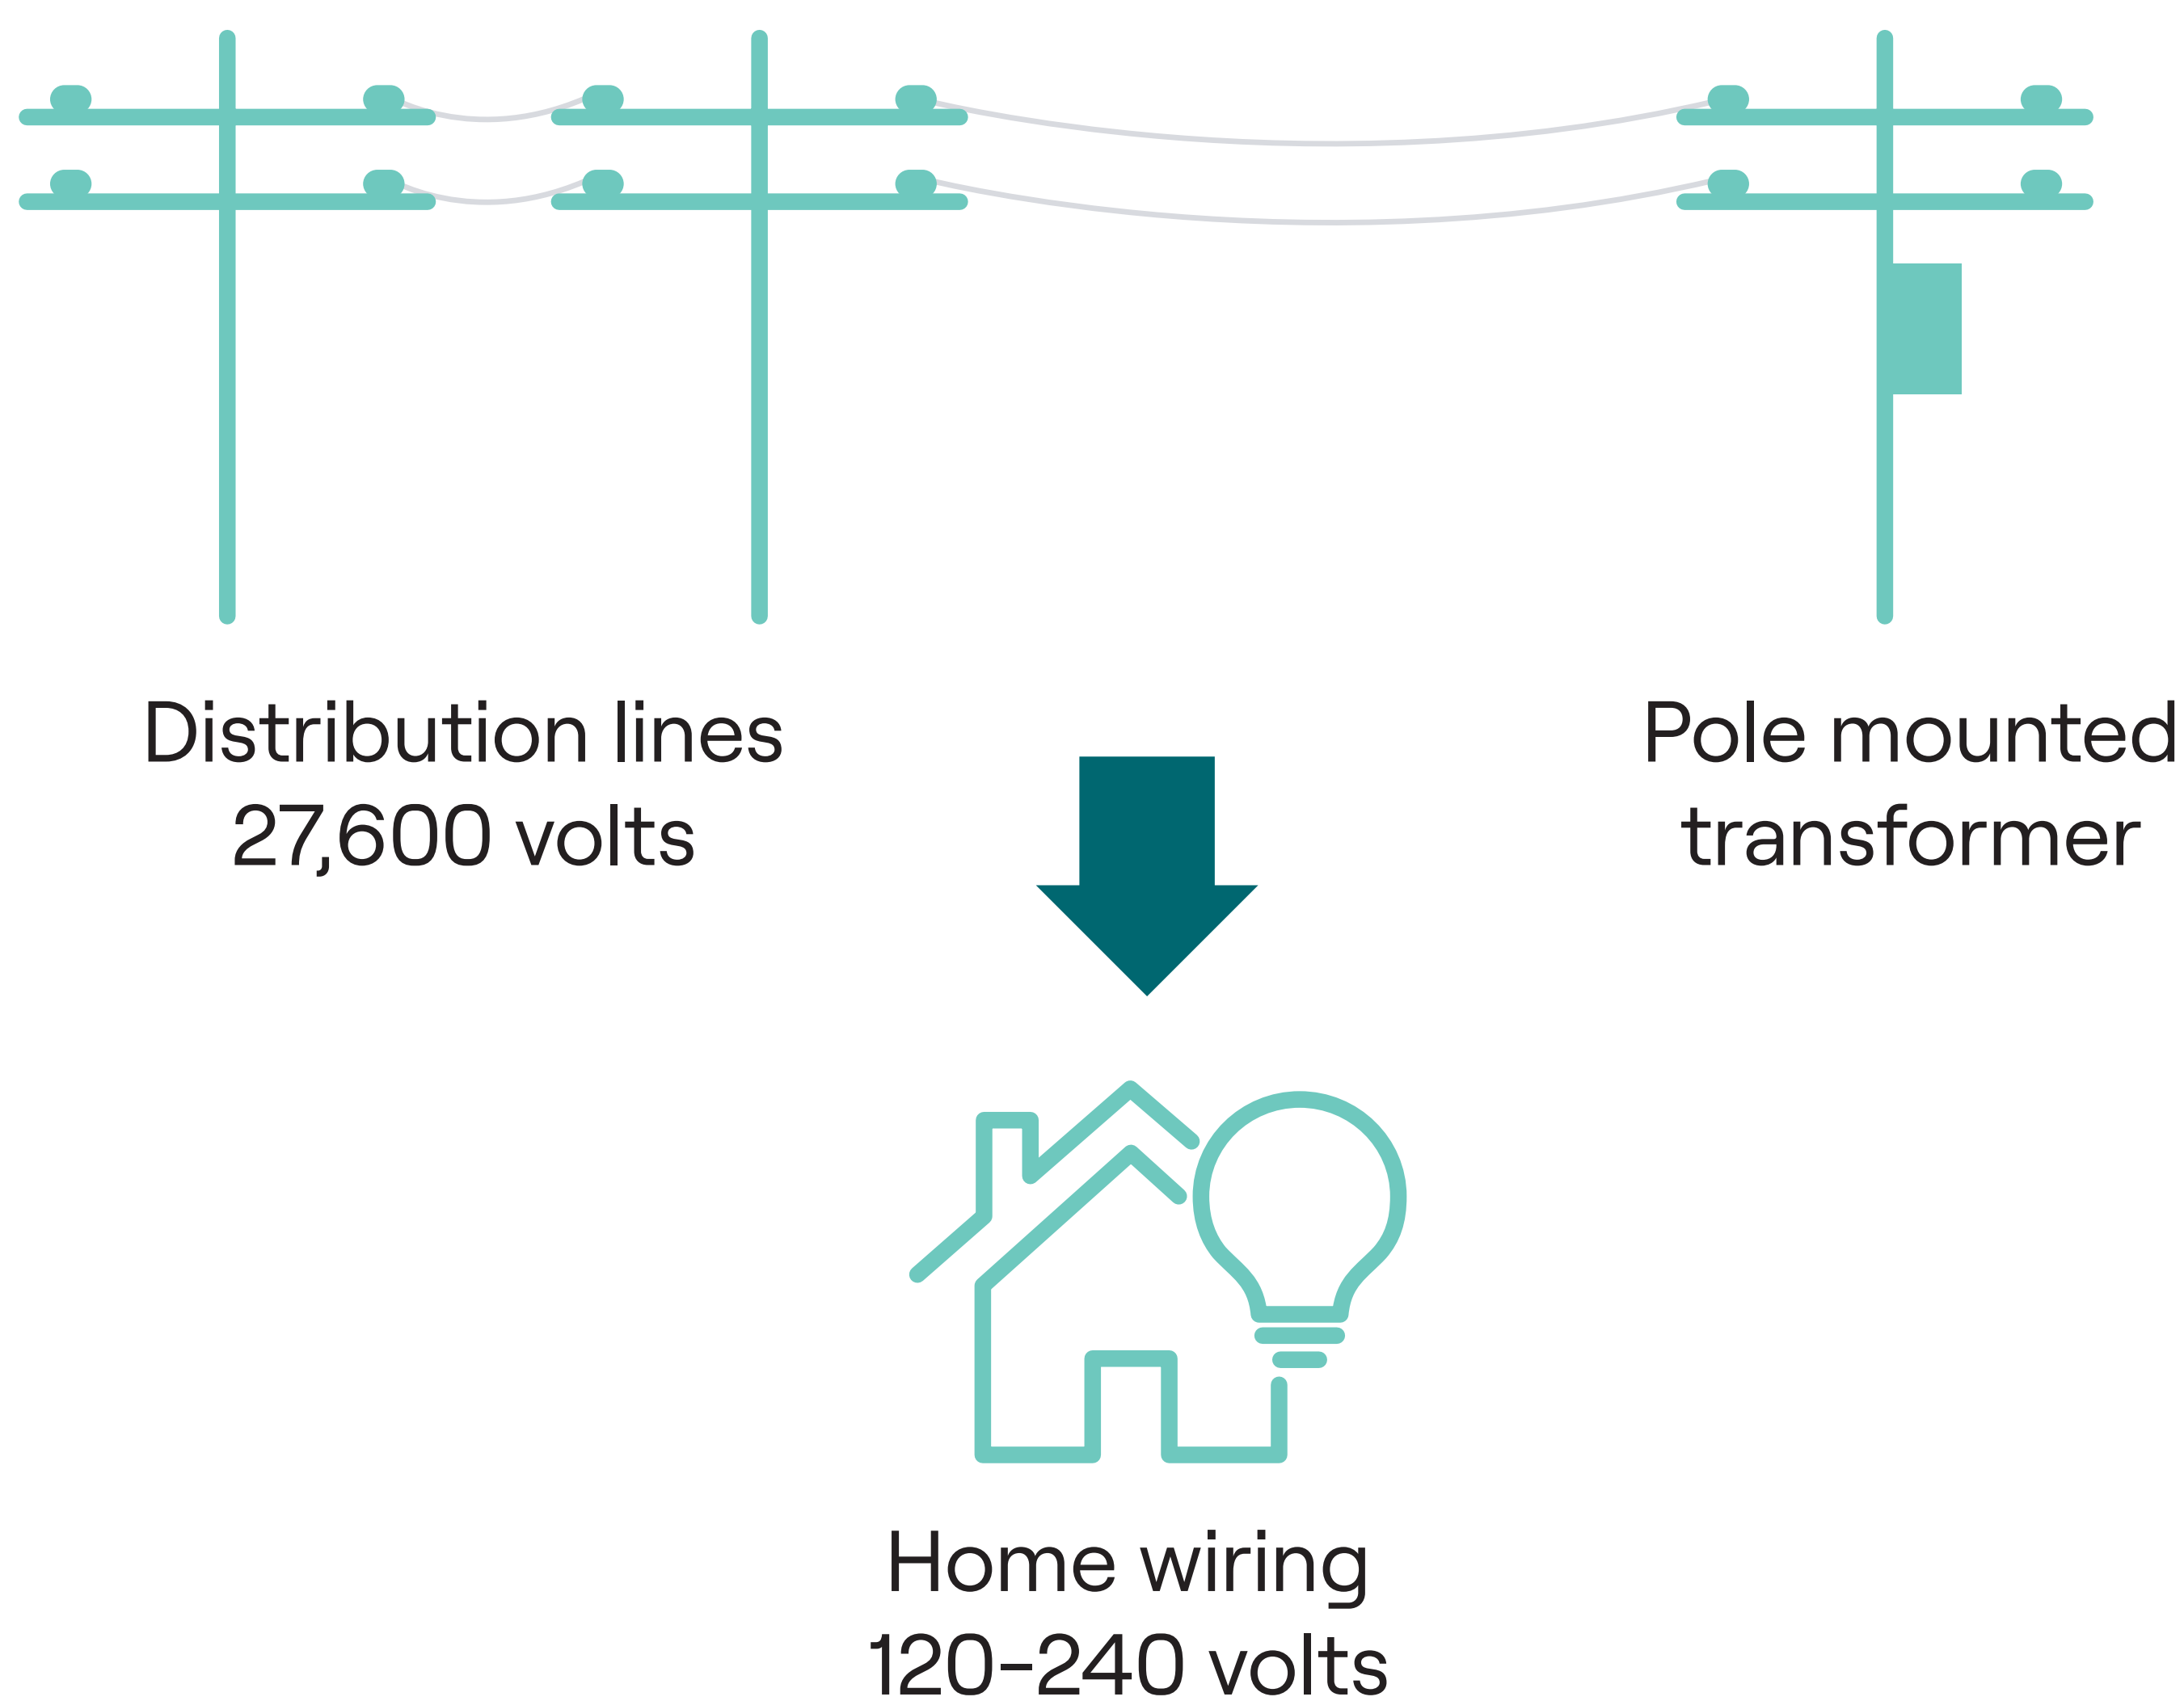 Distribution lines
27,600 volts
Pole mounted
transformer
Home wiring
120–240 volts